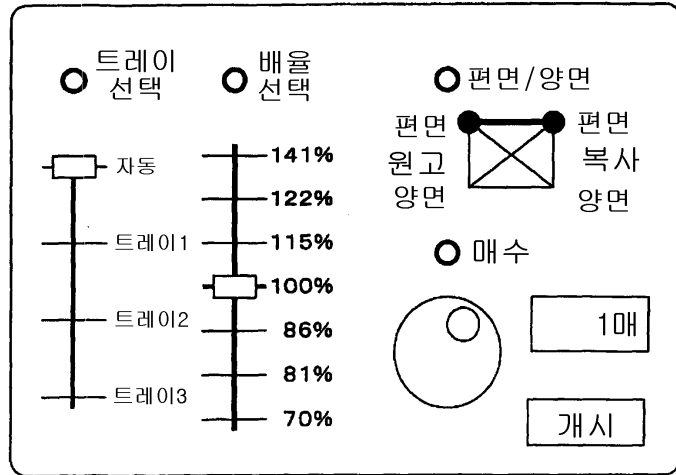 트레이
선택
자동
트레이1
트레이2
트레이3
배율
선택
141%
122%
115%
100%
86%
81%
70%
편면/양면
편면 편면
원고 복사
양면 양면
매수
1매
개시